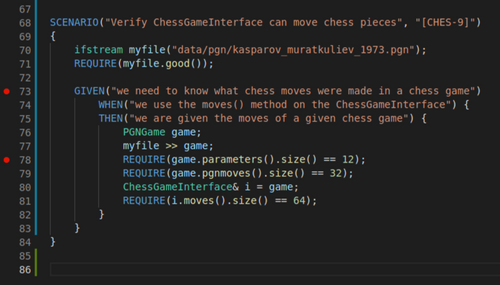 67
68 SCENARIO("Verify ChessGameInterface can move chess pieces", "[CHES-9]")
69 {
70 ifstream myfile("data/pgn/kasparov_muratkuliev_1973.pgn");
71 REQUIRE(myfile.good());
72
73 GIVEN("we need to know what chess moves were made in a chess game")
74 WHEN("we use the moves() method on the ChessGameInterface") {
75 THEN("we are given the moves of a given chess game") {
76 PGNGame game;
77 myfile >> game;
78 REQUIRE(game.parameters().size() == 12);
79 REQUIRE(game.pgnmoves().size() == 32);
80 ChessGameInterface& i = game;
81 REQUIRE(i.moves().size() == 64);
82 }
83 }
84 }
85
86